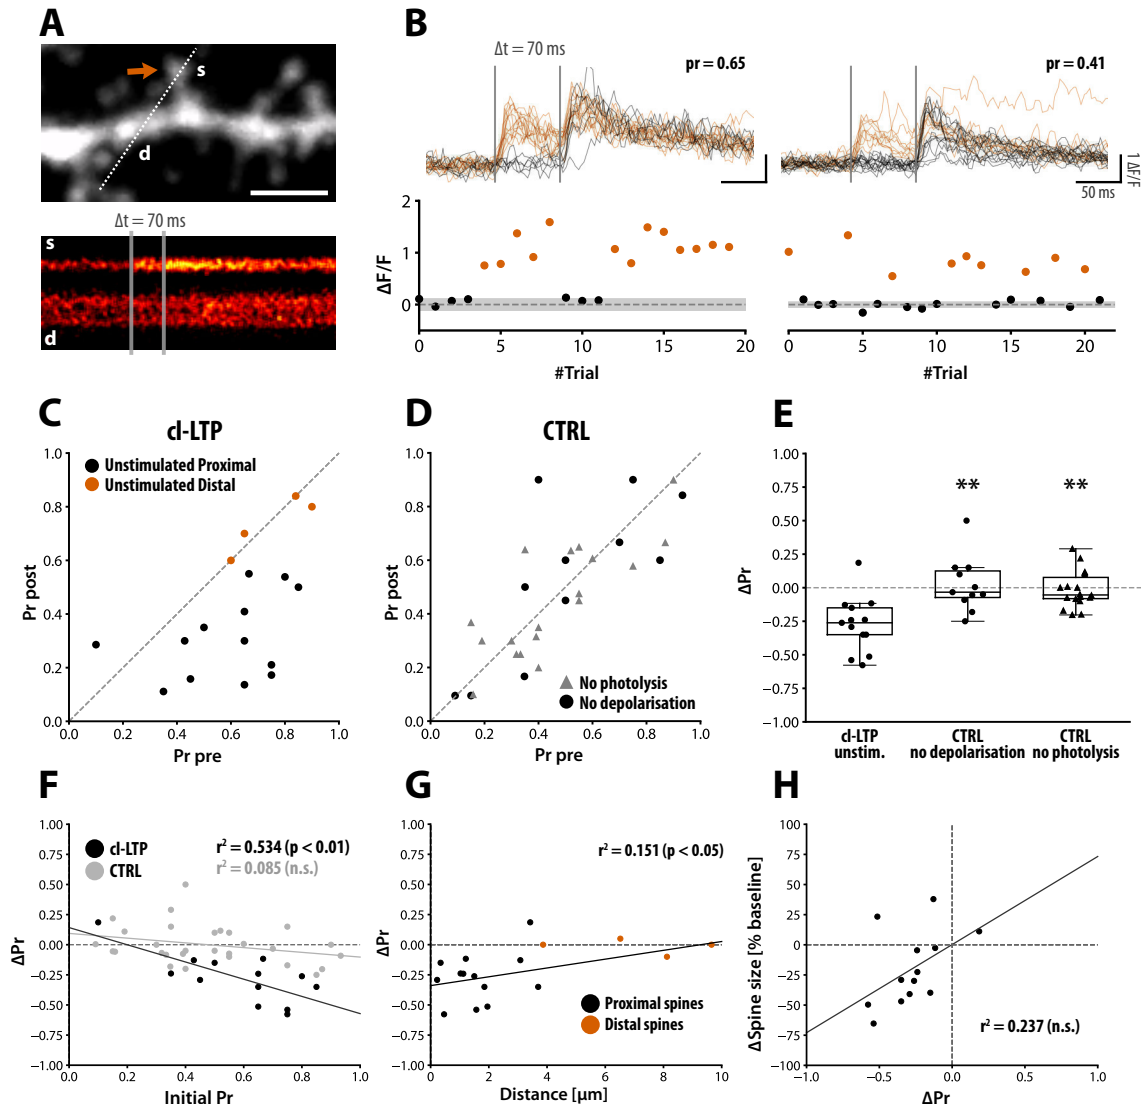 A
s
d
Δt = 70 ms
s
d
B
Δt = 70 ms
pr = 0.65
pr = 0.41
1 ΔF/F
50 ms
ΔF/F
2
1
0
0 5 10 15 20
#Trial
0 5 10 15 20
#Trial
C
cl-LTP
Unstimulated Proximal
Unstimulated Distal
Pr post
1.0
0.8
0.6
0.4
0.2
0.0
0.0 0.2 0.4 0.6 0.8 1.0
Pr pre
D
CTRL
Pr post
1.0
0.8
0.6
0.4
0.2
0.0
No photolysis
No depolarisation
0.0 0.2 0.4 0.6 0.8 1.0
Pr pre
E
ΔPr
1.00
0.75
0.50
0.25
0.00
−0.25
−0.50
−0.75
−1.00
** **
cl-LTP
unstim.
CTRL
no depolarisation
CTRL
no photolysis
F
cl-LTP
CTRL
r² = 0.534 (p < 0.01)
r² = 0.085 (n.s.)
ΔPr
1.00
0.75
0.50
0.25
0.00
−0.25
−0.50
−0.75
−1.00
0.0 0.2 0.4 0.6 0.8 1.0
Initial Pr
G
r² = 0.151 (p < 0.05)
ΔPr
1.00
0.75
0.50
0.25
0.00
−0.25
−0.50
−0.75
−1.00
Proximal spines
Distal spines
0 2 4 6 8 10
Distance [μm]
H
ΔSpine size [% baseline]
100
75
50
25
0
−25
−50
−75
100
r² = 0.237 (n.s.)
−1.0 −0.5 0.0 0.5 1.0
ΔPr